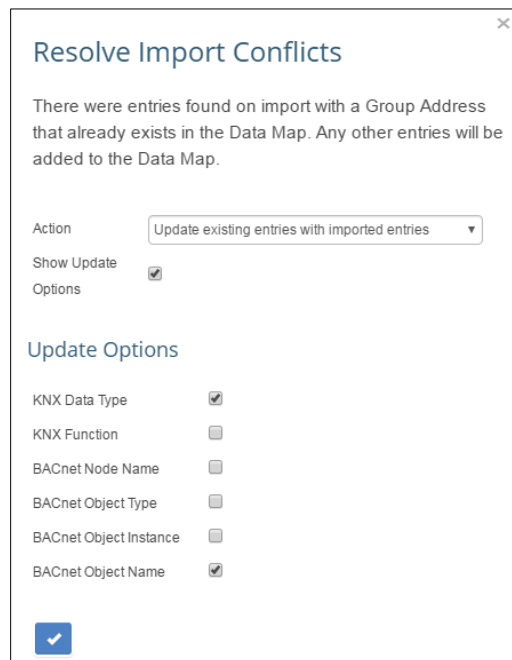 Resolve Import Conflicts
There were entries found on import with a Group Address
that already exists in the Data Map. Any other entries will be
added to the Data Map.
Action
Update existing entries with imported entries
Show Update
Options
Update Options
KNX Data Type
KNX Function
BACnet Node Name
BACnet Object Type
BACnet Object Instance
BACnet Object Name